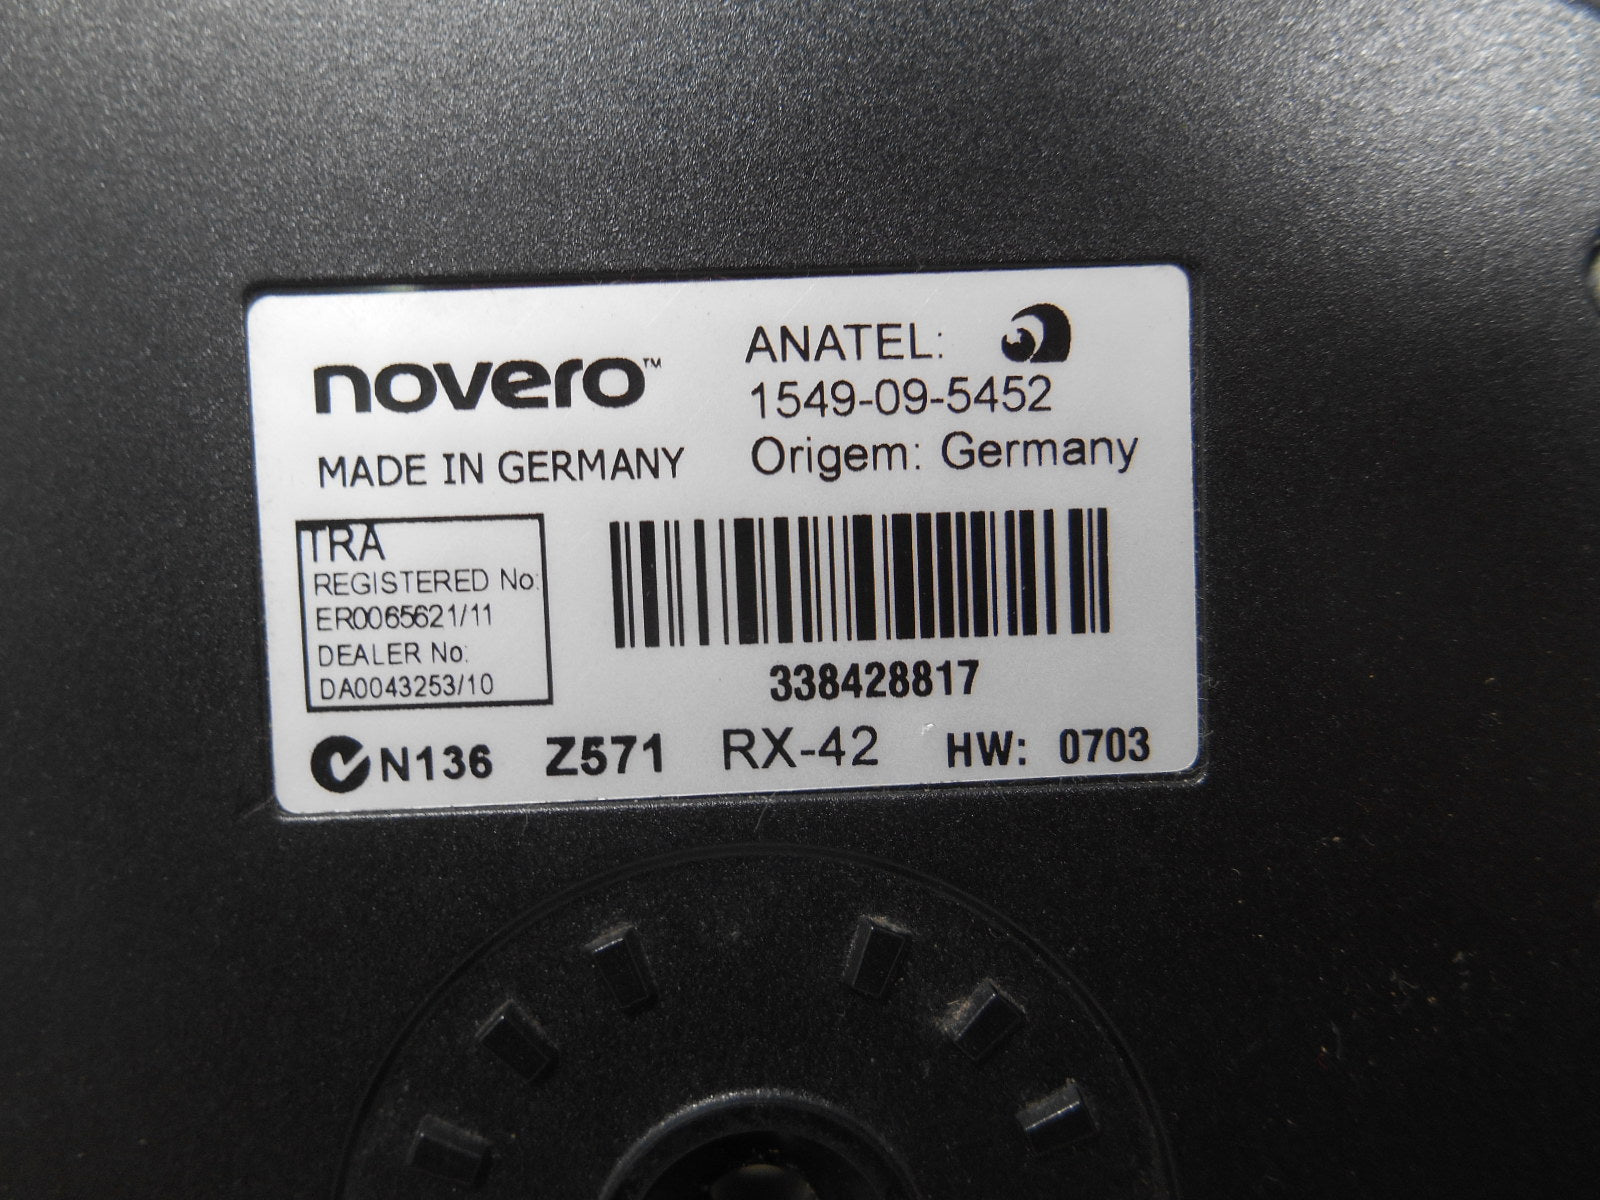 novero™
MADE IN GERMANY
ANATEL:
1549-09-5452
Origem: Germany
TRA
REGISTERED No:
ER0065621/11
DEALER No:
DA0043253/10
338428817
N136 Z571 RX-42 HW: 0703